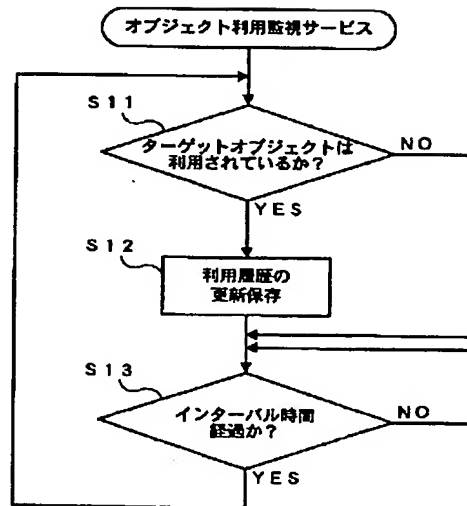 オブジェクト利用監視サービス
S11
ターゲットオブジェクトは
利用されているか?
NO
YES
S12
利用履歴の
更新保存
S13
インターバル時間
経過か?
NO
YES